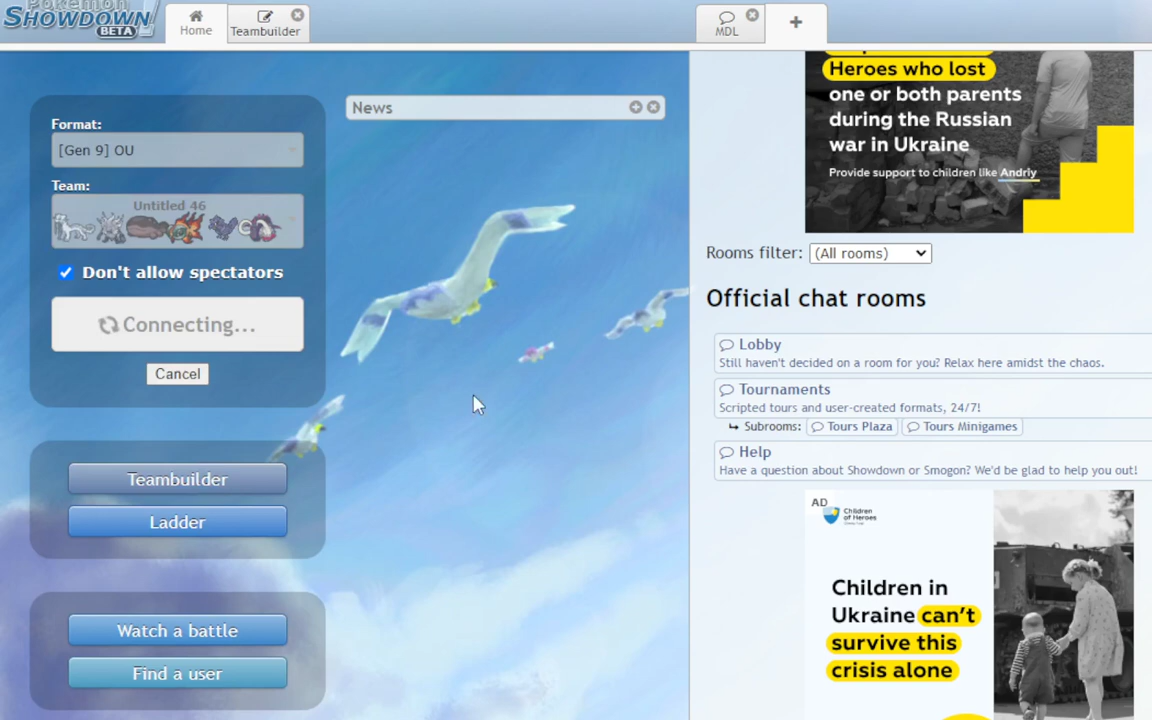 Pokémon
SHOWDOWN
BETA
Home
Teambuilder
MDL
+
Format:
[Gen 9] OU
Team:
Untitled 46
Don't allow spectators
Connecting...
Cancel
Teambuilder
Ladder
Watch a battle
Find a user
News
Heroes who lost
one or both parents
during the Russian
war in Ukraine
Provide support to children like Andriy
Rooms filter: (All rooms)
Official chat rooms
Lobby
Still haven't decided on a room for you? Relax here amidst the chaos.
Tournaments
Scripted tours and user-created formats, 24/7!
↳ Subrooms: Tours Plaza Tours Minigames
Help
Have a question about Showdown or Smogon? We'd be glad to help you out!
AD
Children
of Heroes
Children in
Ukraine can't
survive this
crisis alone